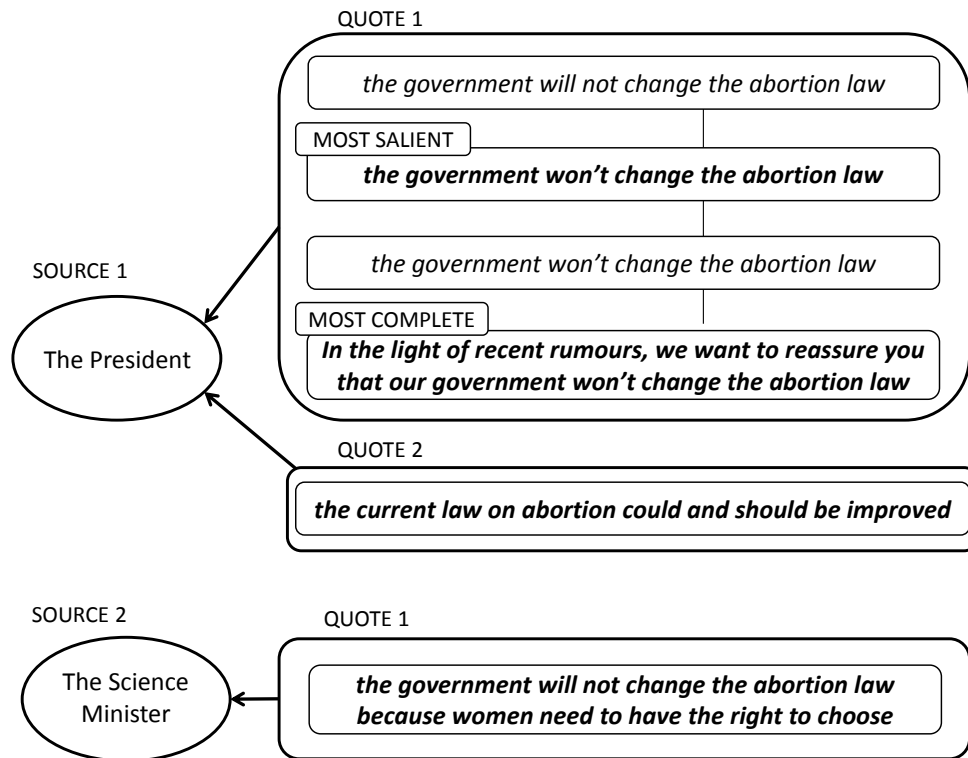 QUOTE 1
the government will not change the abortion law
MOST SALIENT
the government won’t change the abortion law
the government won’t change the abortion law
SOURCE 1
The President
MOST COMPLETE
In the light of recent rumours, we want to reassure you
that our government won’t change the abortion law
QUOTE 2
the current law on abortion could and should be improved
SOURCE 2
The Science
Minister
QUOTE 1
the government will not change the abortion law
because women need to have the right to choose